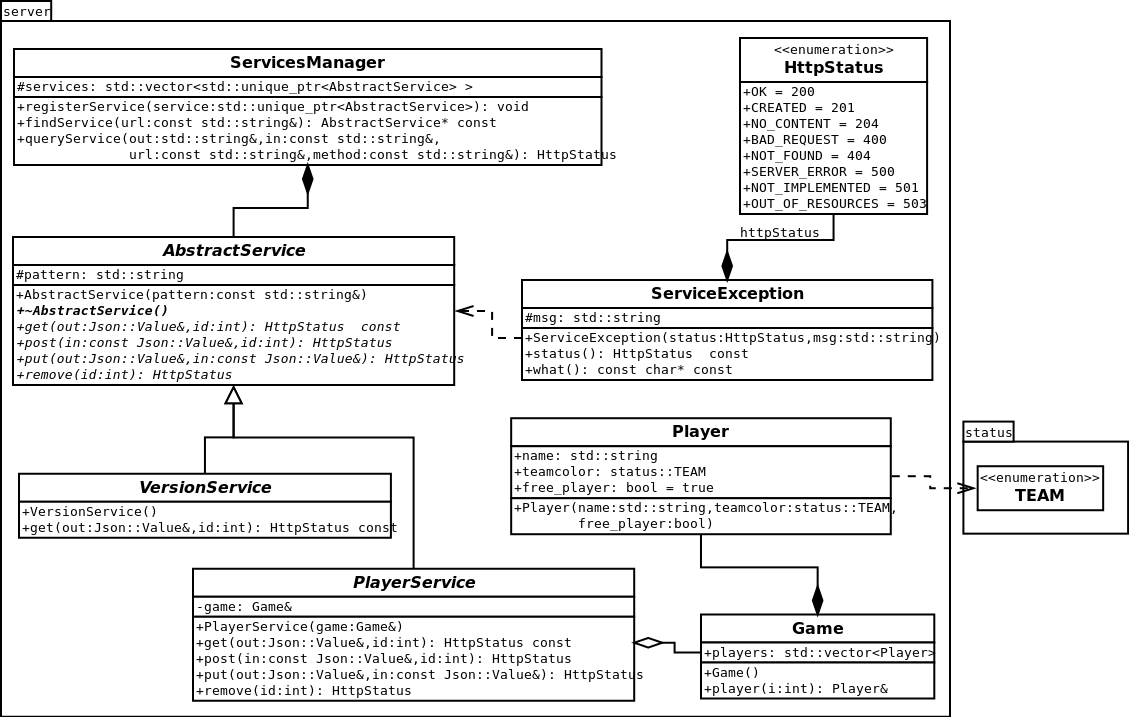 server
ServicesManager
#services: std::vector<std::unique_ptr<AbstractService> >
+registerService(service:std::unique_ptr<AbstractService>): void
+findService(url:const std::string&): AbstractService* const
+queryService(out:std::string&,in:const std::string&,
url:const std::string&,method:const std::string&): HttpStatus
<<enumeration>>
HttpStatus
+OK = 200
+CREATED = 201
+NO_CONTENT = 204
+BAD_REQUEST = 400
+NOT_FOUND = 404
+SERVER_ERROR = 500
+NOT_IMPLEMENTED = 501
+OUT_OF_RESOURCES = 503
httpStatus
AbstractService
#pattern: std::string
+AbstractService(pattern:const std::string&)
+~AbstractService()
+get(out:Json::Value&,id:int): HttpStatus  const
+post(in:const Json::Value&,id:int): HttpStatus
+put(out:Json::Value&,in:const Json::Value&): HttpStatus
+remove(id:int): HttpStatus
ServiceException
#msg: std::string
+ServiceException(status:HttpStatus,msg:std::string)
+status(): HttpStatus  const
+what(): const char* const
Player
+name: std::string
+teamcolor: status::TEAM
+free_player: bool = true
+Player(name:std::string,teamcolor:status::TEAM,
free_player:bool)
status
<<enumeration>>
TEAM
VersionService
+VersionService()
+get(out:Json::Value&,id:int): HttpStatus const
PlayerService
-game: Game&
+PlayerService(game:Game&)
+get(out:Json::Value&,id:int): HttpStatus const
+post(in:const Json::Value&,id:int): HttpStatus
+put(out:Json::Value&,in:const Json::Value&): HttpStatus
+remove(id:int): HttpStatus
Game
+players: std::vector<Player>
+Game()
+player(i:int): Player&